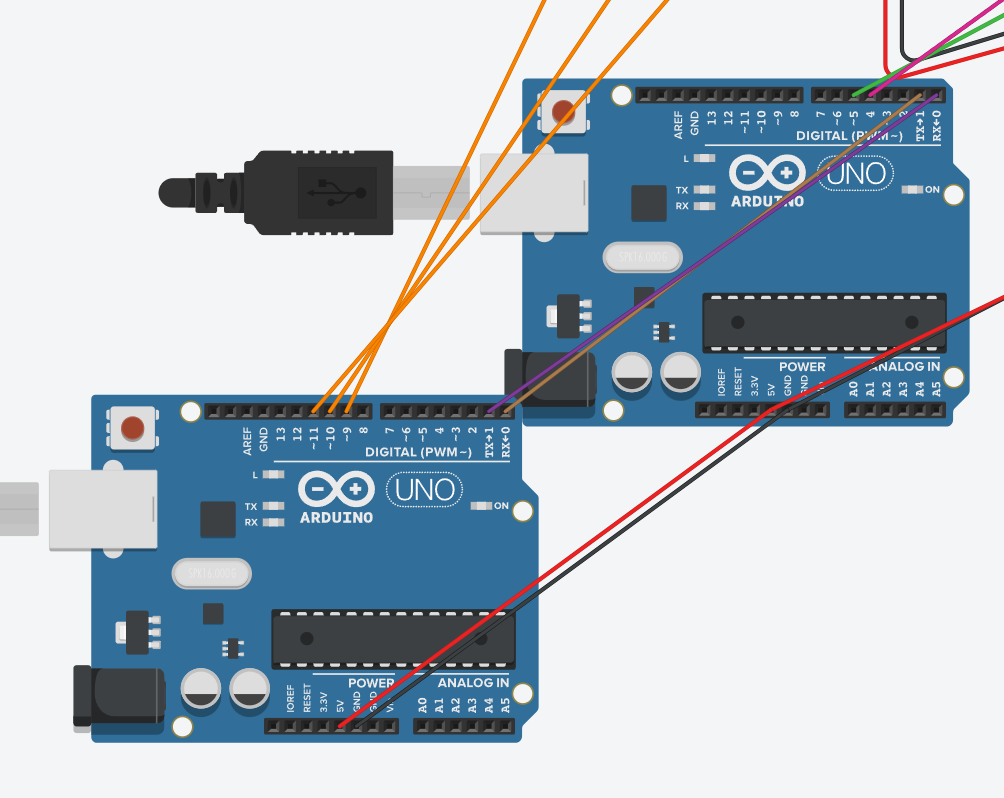 AREF
GND
13
12
~11
~10
~9
8
7
~6
~5
4
~3
2
TX→1
RX←0
DIGITAL (PWM~)
L
TX
RX
ARDUINO
UNO
ON
SPK16.000G
IOREF
RESET
3.3V
5V
GND
GND
POWER
ANALOG IN
A0
A1
A2
A3
A4
A5
AREF
GND
13
12
~11
~10
~9
8
7
~6
~5
4
~3
2
TX→1
RX←0
DIGITAL (PWM~)
L
TX
RX
ARDUINO
UNO
ON
SPK16.000G
IOREF
RESET
3.3V
5V
GND
GND
POWER
ANALOG IN
A0
A1
A2
A3
A4
A5